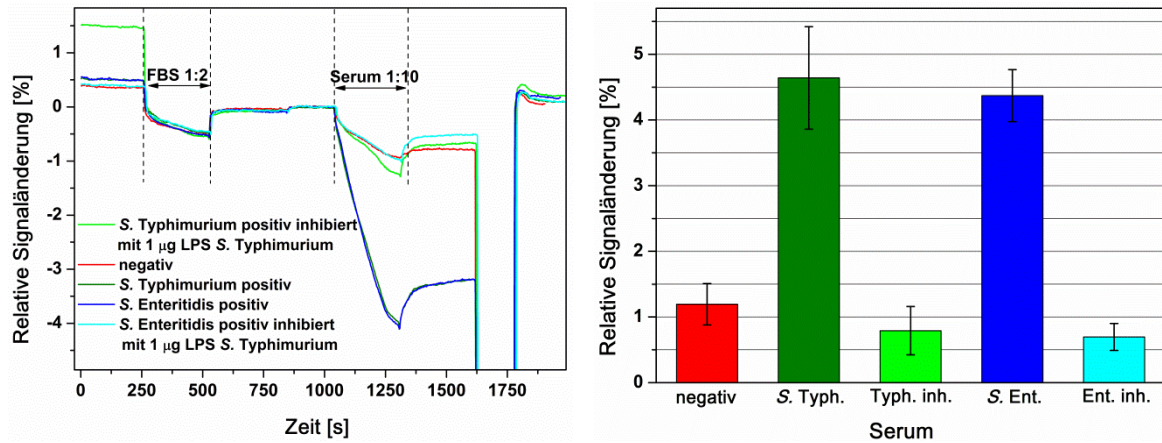 Relative Signaländerung [%]
1
0
-1
-2
-3
-4
FBS 1:2
Serum 1:10
S. Typhimurium positiv inhibiert
mit 1 µg LPS S. Typhimurium
negativ
S. Typhimurium positiv
S. Enteritidis positiv
S. Enteritidis positiv inhibiert
mit 1 µg LPS S. Typhimurium
0 250 500 750 1000 1250 1500 1750
Zeit [s]
Relative Signaländerung [%]
5
4
3
2
1
0
negativ S. Typh. Typh. inh. S. Ent. Ent. inh.
Serum